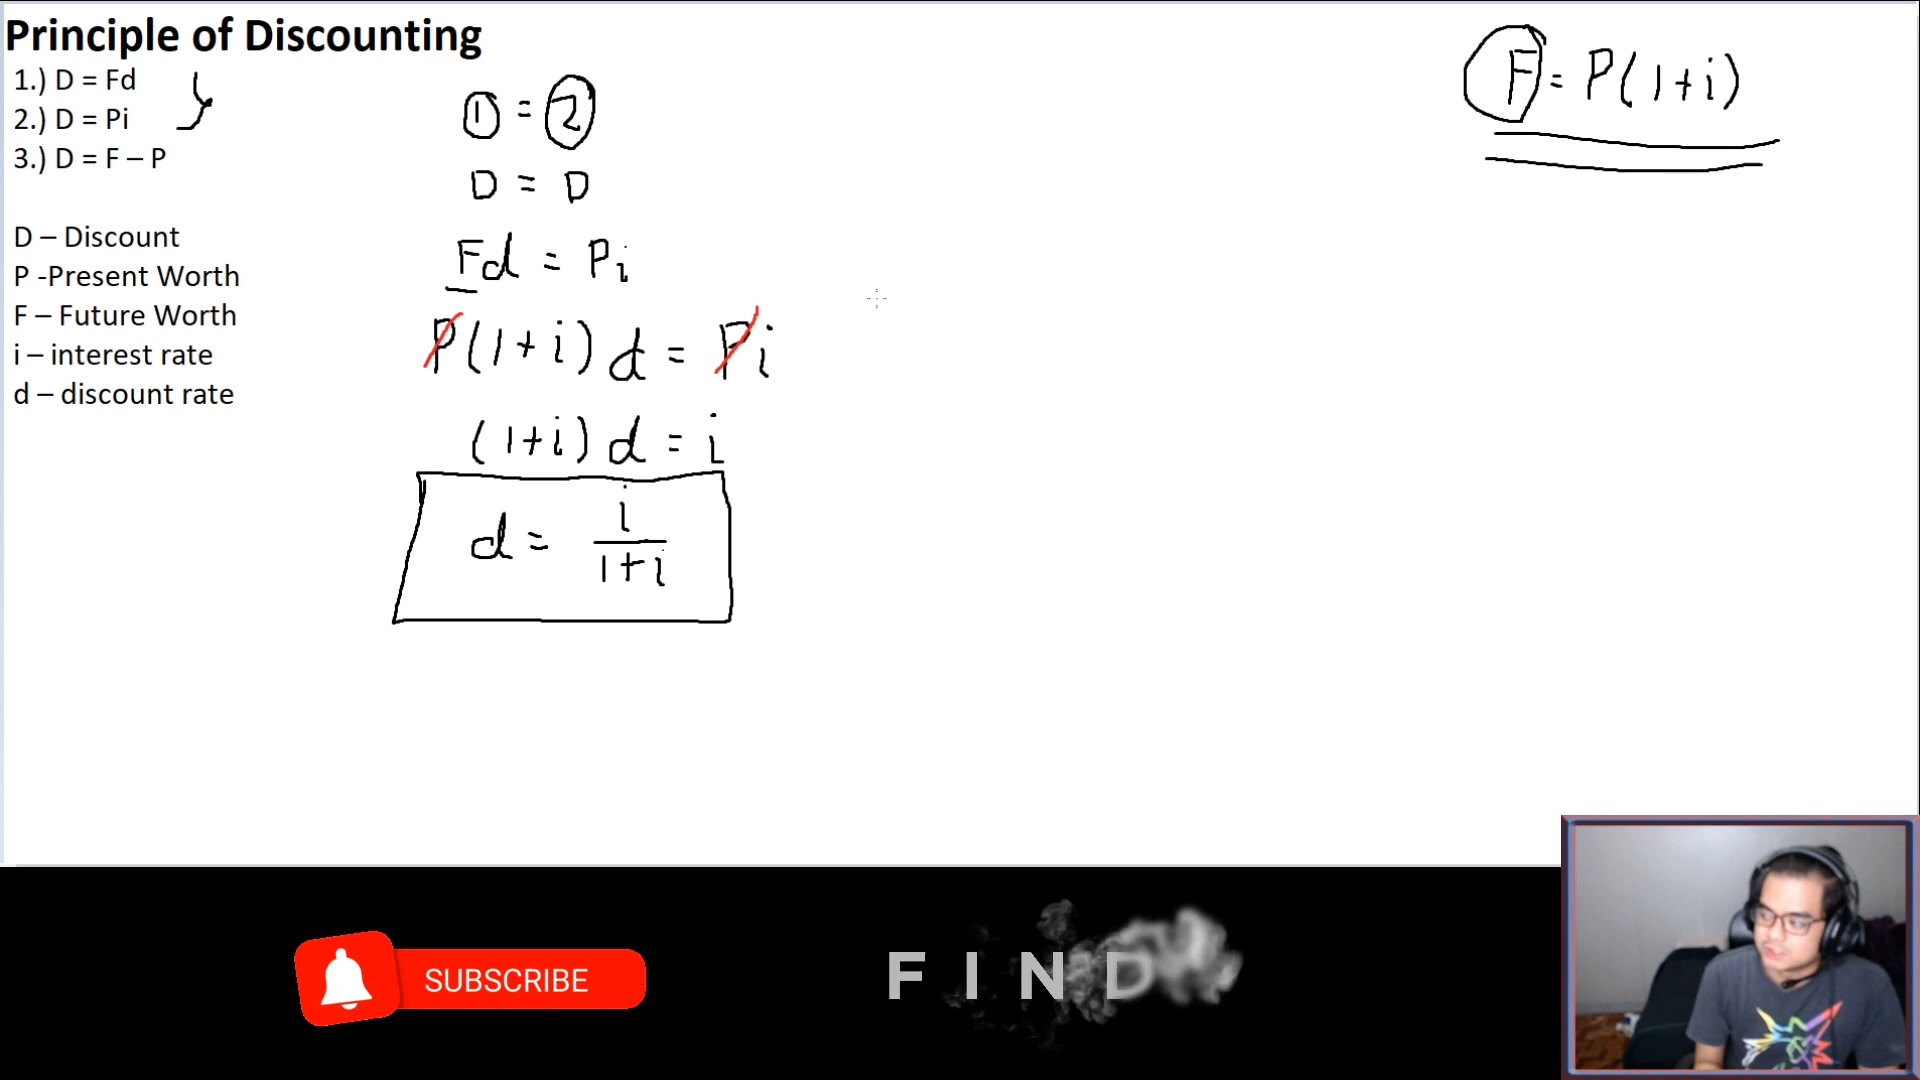 Principle of Discounting
1.) D = Fd
2.) D = Pi
3.) D = F – P
D – Discount
P -Present Worth
F – Future Worth
i – interest rate
d – discount rate
① = ②
D = D
Fd = Pi
P(1+i) d = Pi
(1+i) d = i
d = i/1+i
F = P(1+i)
SUBSCRIBE
FIND